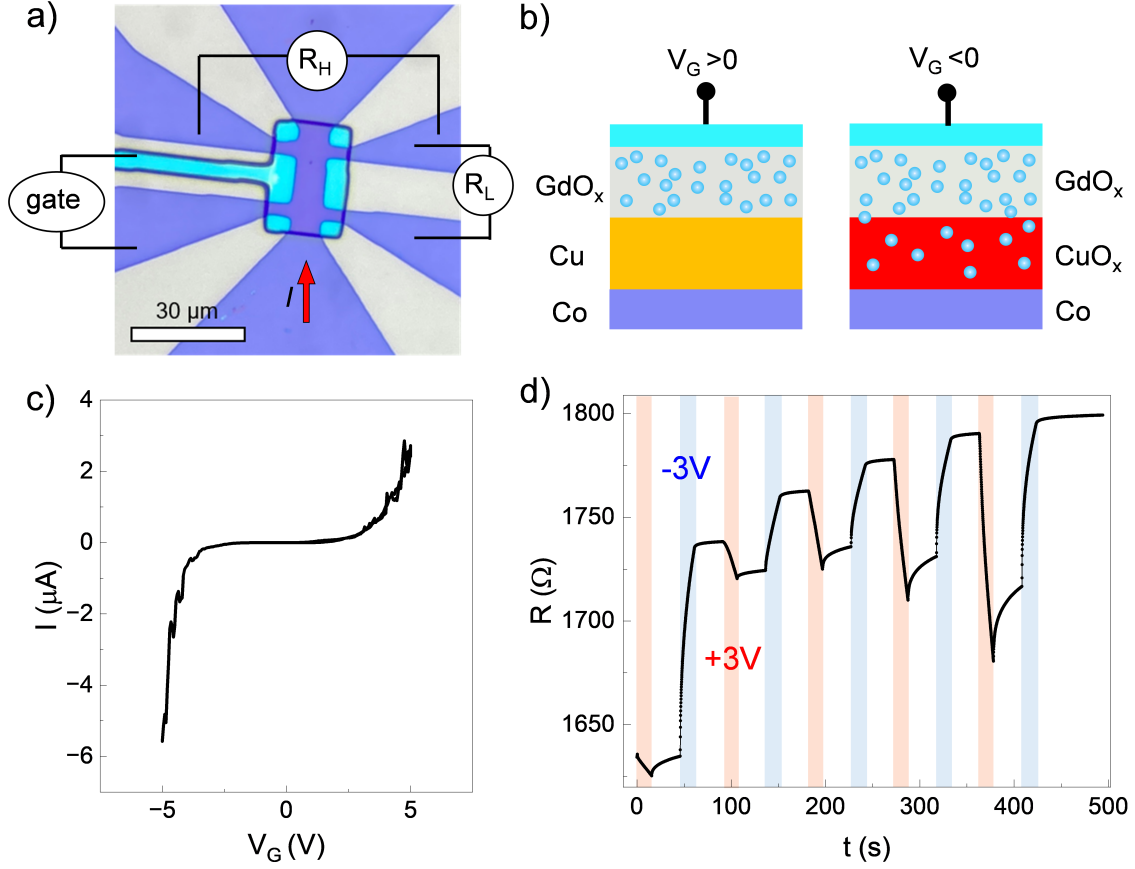 a)
R_H
R_L
gate
I
30 μm
b)
V_G >0
V_G <0
GdO_x
GdO_x
Cu
CuO_x
Co
Co
c)
4
2
0
−2
−4
−6
I (μA)
−5
0
5
V_G (V)
d)
1800
1750
1700
1650
R (Ω)
-3V
+3V
0
100
200
300
400
500
t (s)